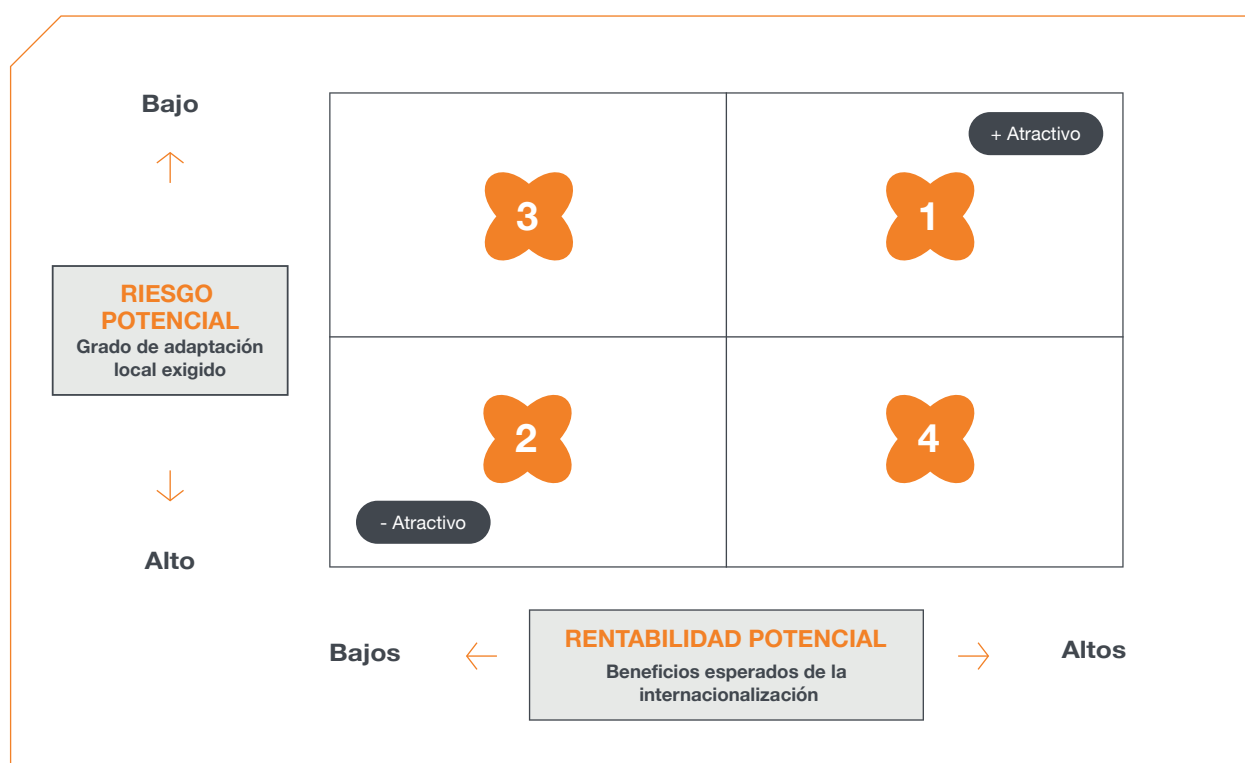 Bajo
+ Atractivo
3
1
RIESGO
POTENCIAL
Grado de adaptación
local exigido
2
4
- Atractivo
Alto
Bajos
RENTABILIDAD POTENCIAL
Beneficios esperados de la
internacionalización
Altos